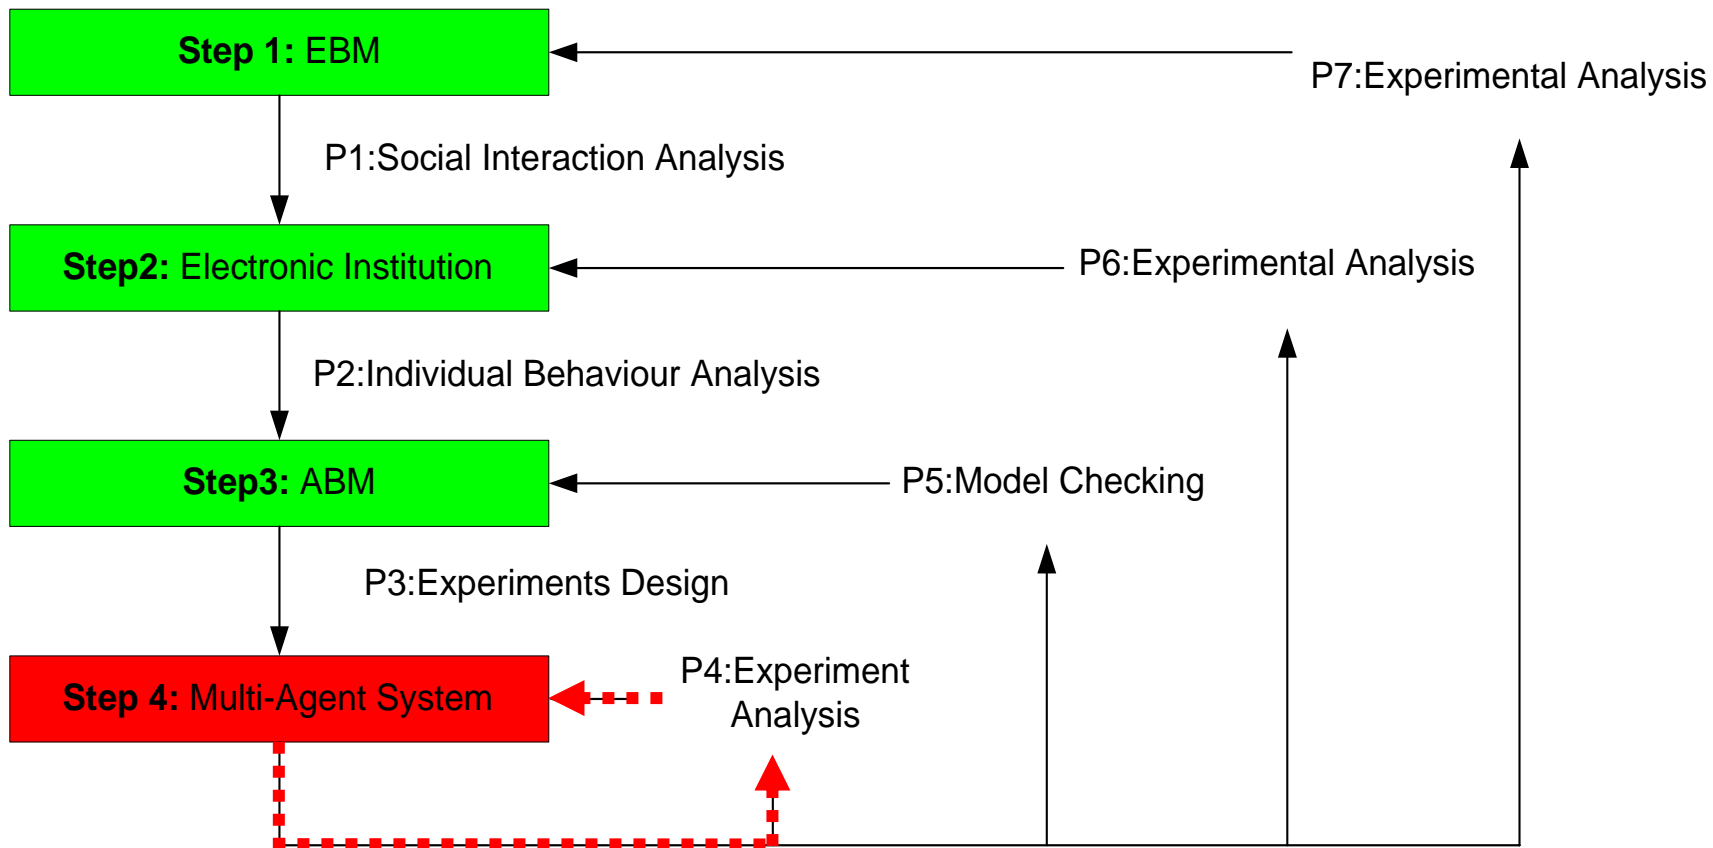 Step 1: EBM
P7:Experimental Analysis
P1:Social Interaction Analysis
Step2: Electronic Institution
P6:Experimental Analysis
P2:Individual Behaviour Analysis
Step3: ABM
P5:Model Checking
P3:Experiments Design
Step 4: Multi-Agent System
P4:Experiment
Analysis